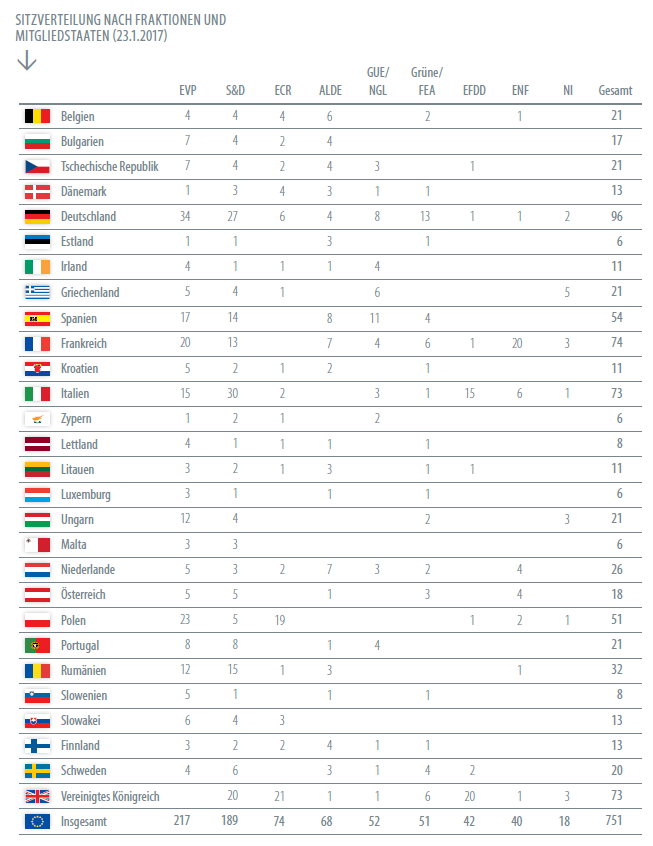 SITZVERTEILUNG NACH FRAKTIONEN UND
MITGLIEDSTAATEN (23.1.2017)
GUE/ Grüne/
EVP S&D ECR ALDE NGL FEA EFDD ENF NI Gesamt
Belgien 4 4 4 6 2 1 21
Bulgarien 7 4 2 4 17
Tschechische Republik 7 4 2 4 3 1 21
Dänemark 1 3 4 3 1 1 13
Deutschland 34 27 6 4 8 13 1 1 2 96
Estland 1 1 3 1 6
Irland 4 1 1 1 4 11
Griechenland 5 4 1 6 5 21
Spanien 17 14 8 11 4 54
Frankreich 20 13 7 4 6 1 20 3 74
Kroatien 5 2 1 2 1 11
Italien 15 30 2 3 1 15 6 1 73
Zypern 1 2 1 2 6
Lettland 4 1 1 1 1 8
Litauen 3 2 1 3 1 1 11
Luxemburg 3 1 1 1 6
Ungarn 12 4 2 3 21
Malta 3 3 6
Niederlande 5 3 2 7 3 2 4 26
Österreich 5 5 1 3 4 18
Polen 23 5 19 1 2 1 51
Portugal 8 8 1 4 21
Rumänien 12 15 1 3 1 32
Slowenien 5 1 1 1 8
Slowakei 6 4 3 13
Finnland 3 2 2 4 1 1 13
Schweden 4 6 3 1 4 2 20
Vereinigtes Königreich 20 21 1 1 6 20 1 3 73
Insgesamt 217 189 74 68 52 51 42 40 18 751